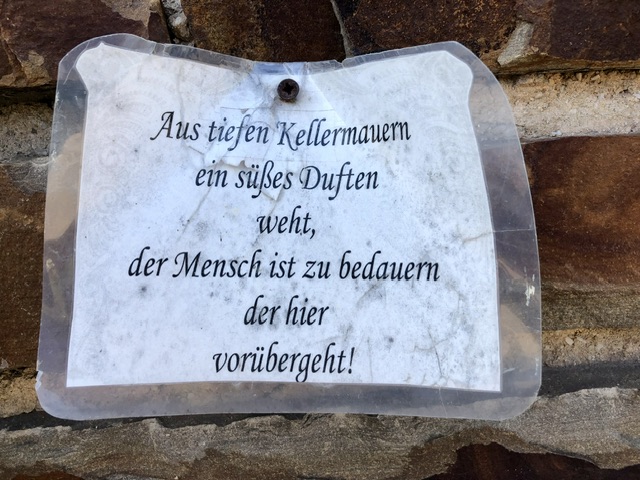 Aus tiefen Kellermauern
ein süßes Duften
weht,
der Mensch ist zu bedauern
der hier
vorübergeht!